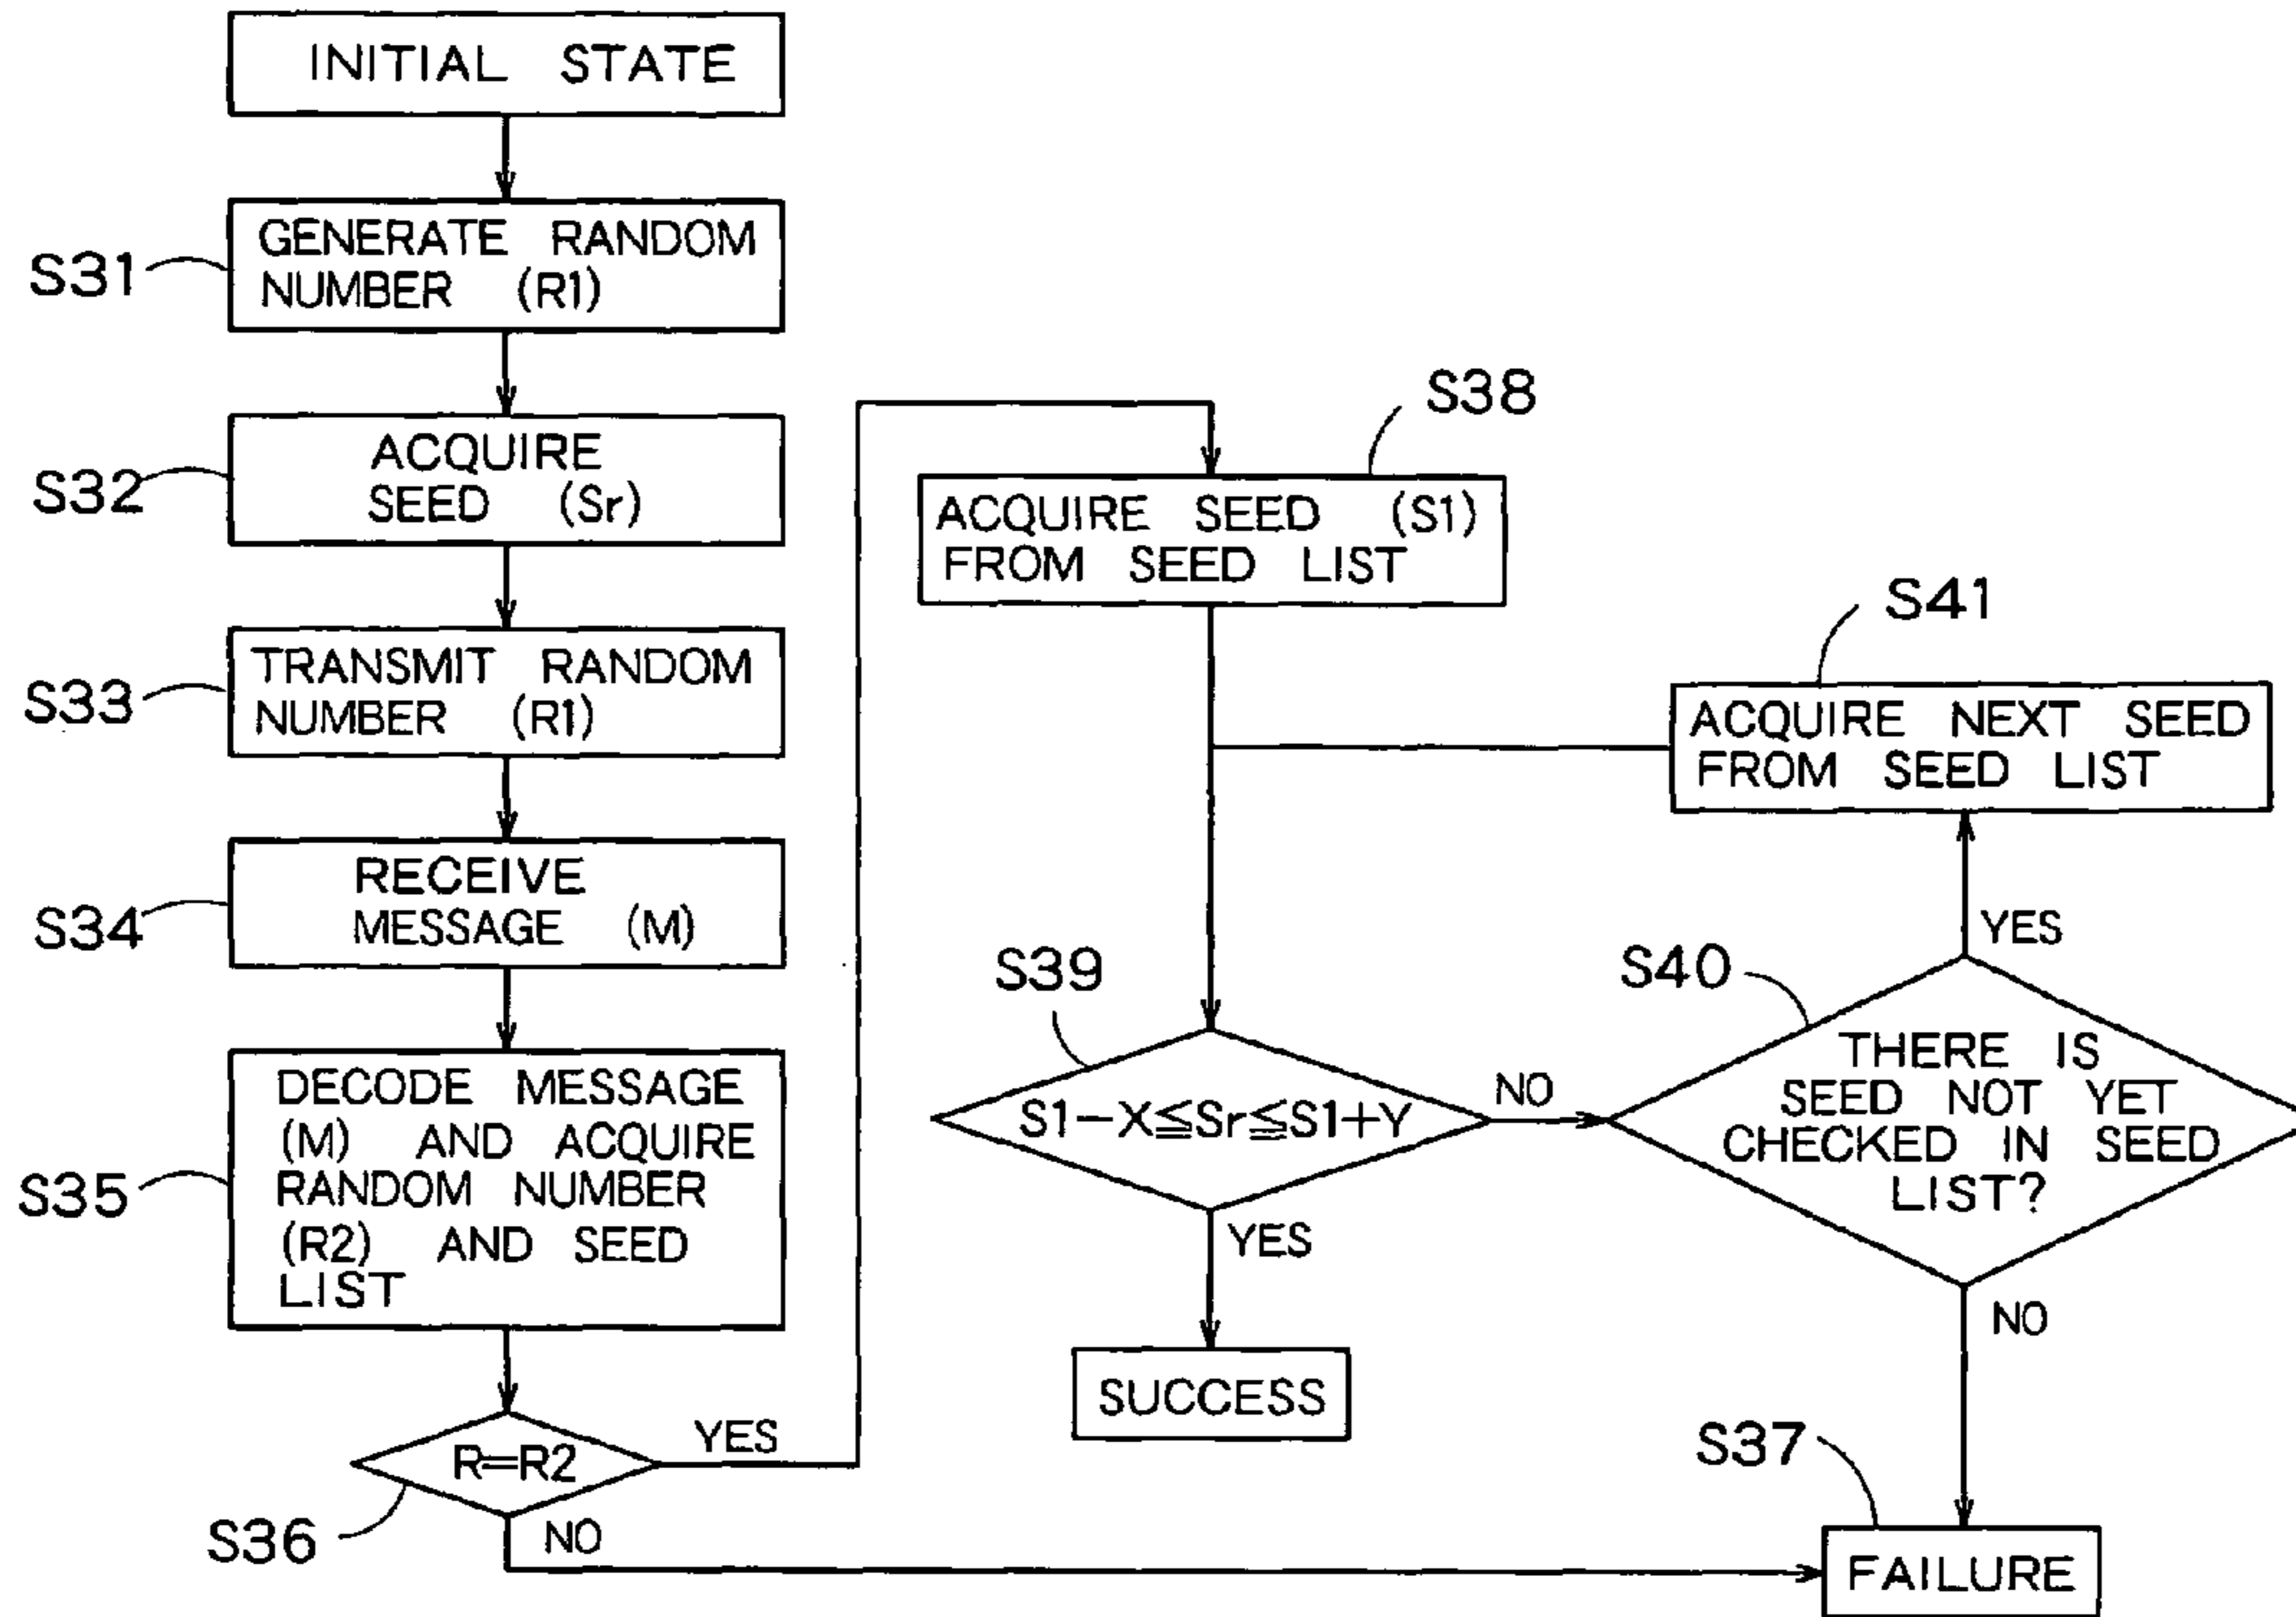 INITIAL STATE
S31
GENERATE RANDOM
NUMBER (R1)
S32
ACQUIRE
SEED (Sr)
S33
TRANSMIT RANDOM
NUMBER (R1)
S34
RECEIVE
MESSAGE (M)
S35
DECODE MESSAGE
(M) AND ACQUIRE
RANDOM NUMBER
(R2) AND SEED
LIST
S36
R=R2
YES
NO
S38
ACQUIRE SEED (S1)
FROM SEED LIST
S39
S1-X≦Sr≦S1+Y
NO
YES
SUCCESS
S41
ACQUIRE NEXT SEED
FROM SEED LIST
YES
S40
THERE IS
SEED NOT YET
CHECKED IN SEED
LIST?
NO
S37
FAILURE